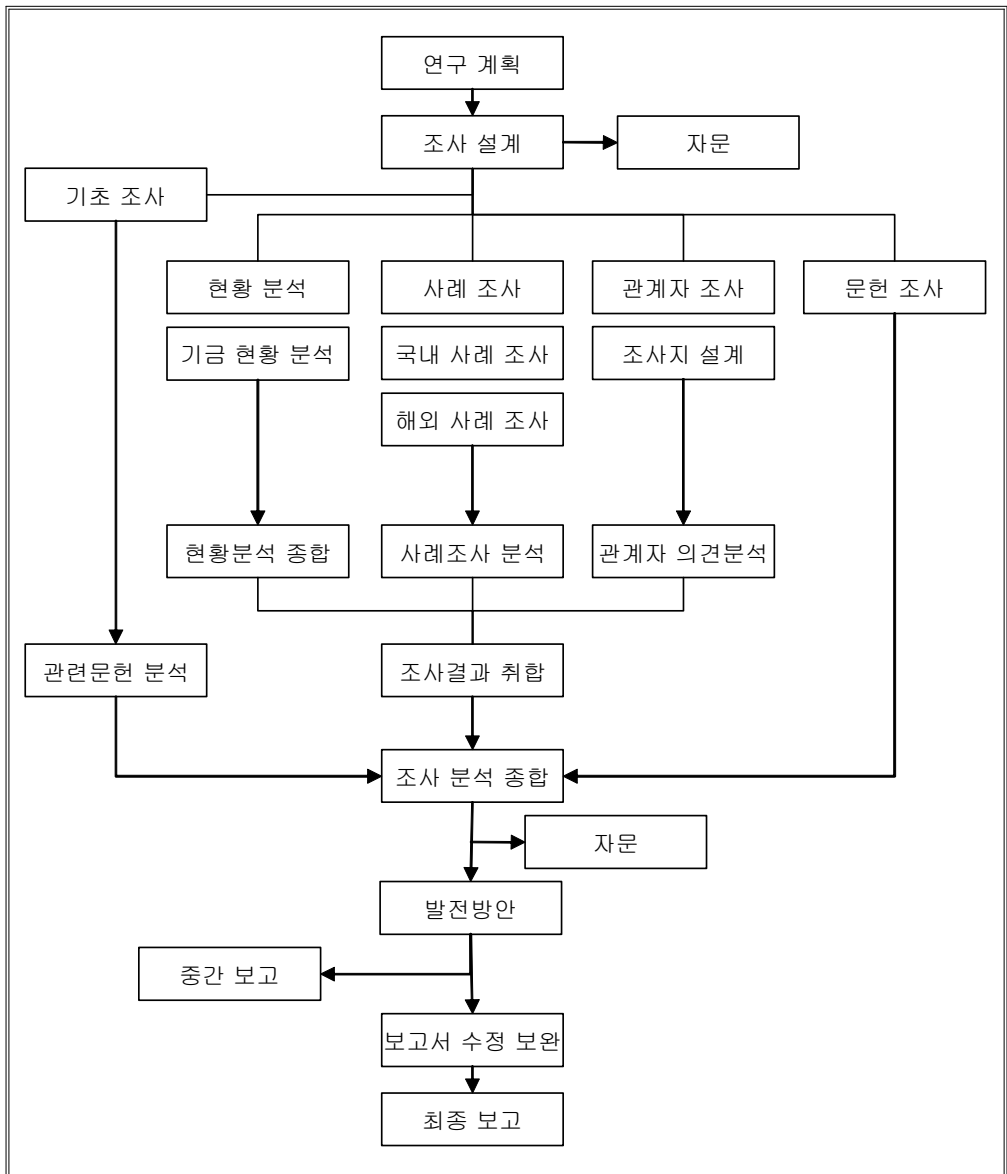 연구 계획
조사 설계
자문
기초 조사
현황 분석
사례 조사
관계자 조사
문헌 조사
기금 현황 분석
국내 사례 조사
조사지 설계
해외 사례 조사
현황분석 종합
사례조사 분석
관계자 의견분석
관련문헌 분석
조사결과 취합
조사 분석 종합
자문
발전방안
중간 보고
보고서 수정 보완
최종 보고